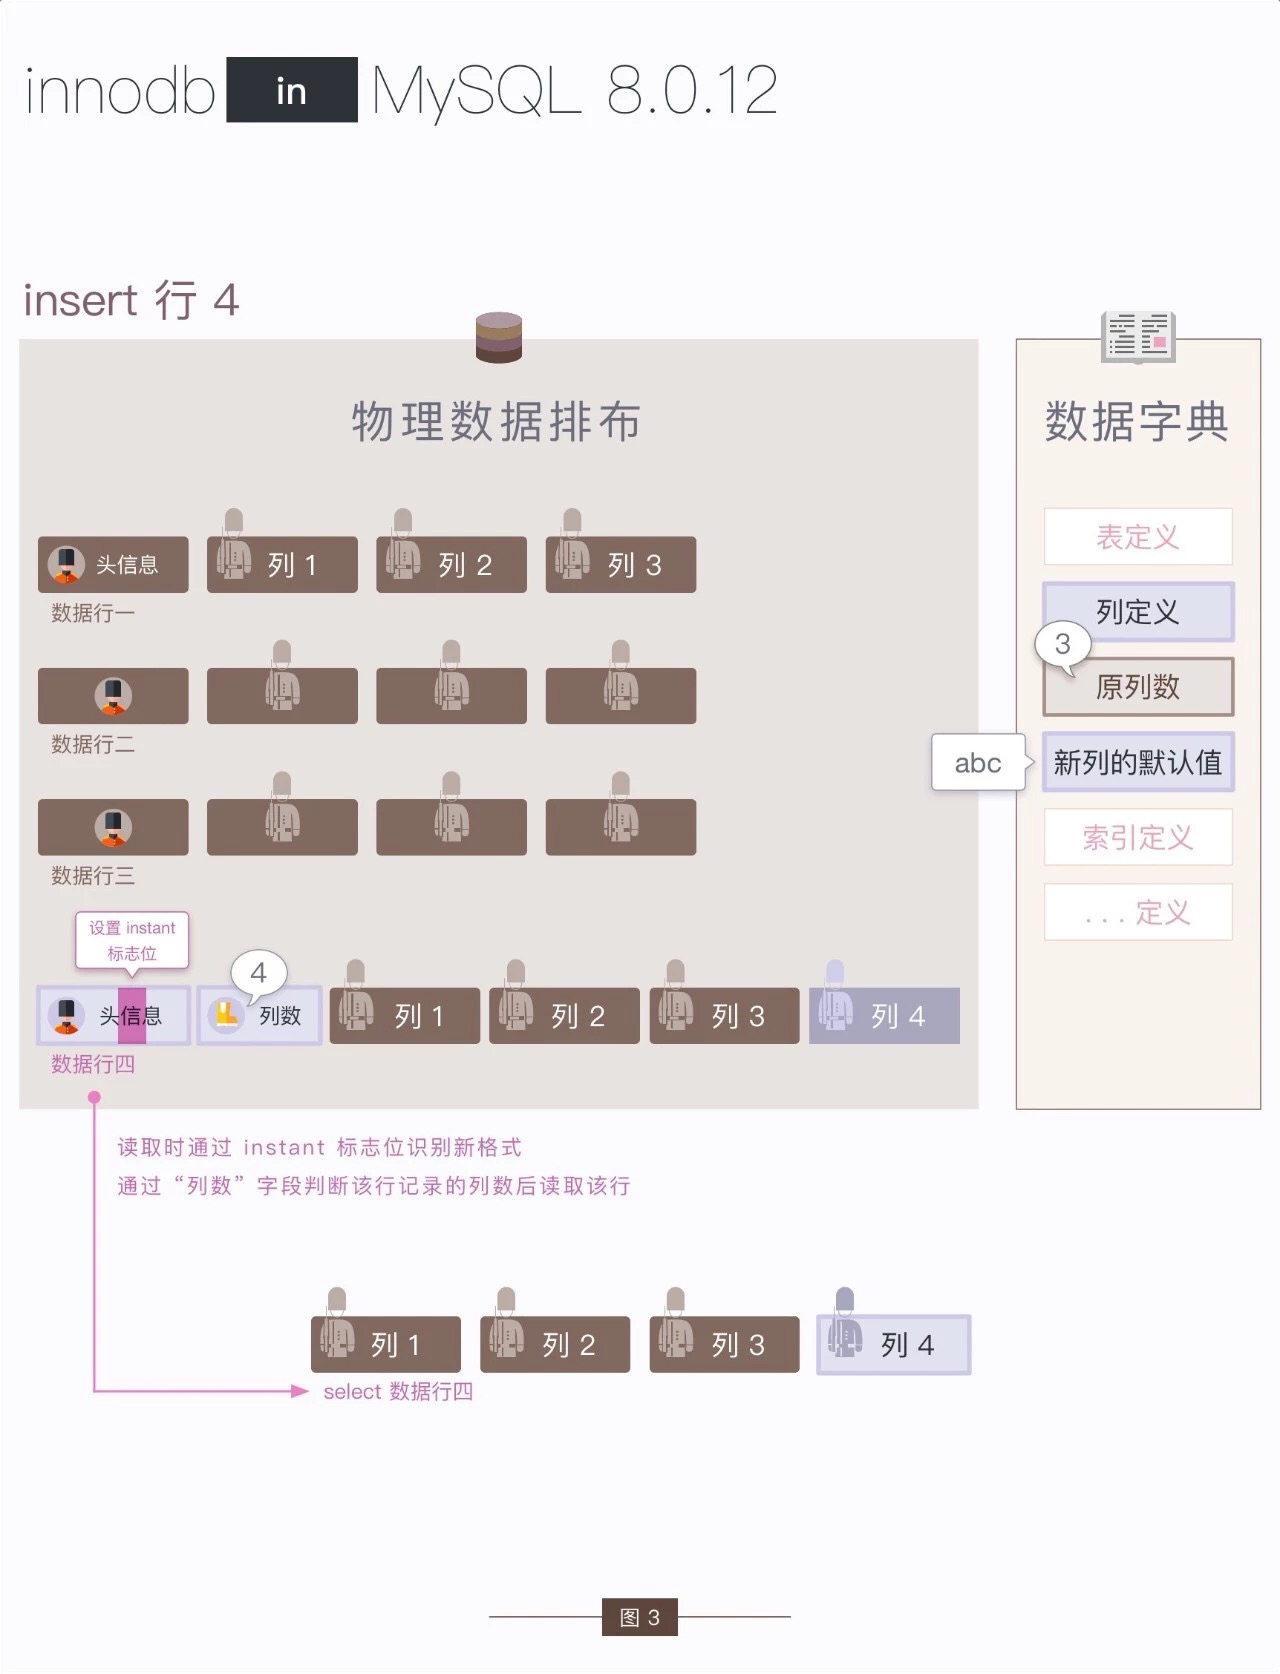 innodb in MySQL 8.0.12
insert 行 4
物理数据排布
数据字典
头信息
列 1
列 2
列 3
数据行一
数据行二
数据行三
设置 instant
标志位
4
头信息
列数
列 1
列 2
列 3
列 4
数据行四
表定义
列定义
3
原列数
abc
新列的默认值
索引定义
...定义
读取时通过 instant 标志位识别新格式
通过“列数”字段判断该行记录的列数后读取该行
列 1
列 2
列 3
列 4
select 数据行四
图 3